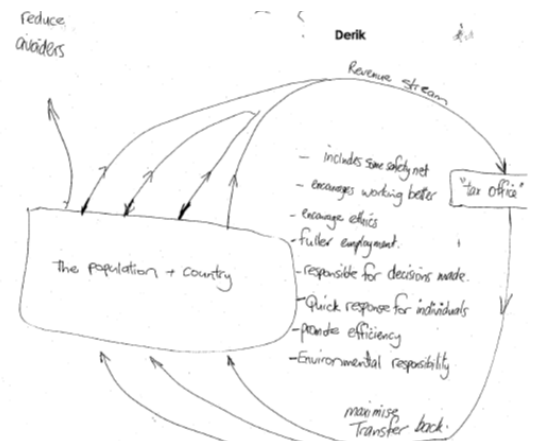 reduce
avoiders
Derik
Revenue stream
"tax office"
- includes some safety net
- encourages working better
- encourage ethics
- fuller employment.
- responsible for decisions made.
- Quick response for individuals
- promote efficiency
- Environmental responsibility
The population + country
maximise
Transfer back.